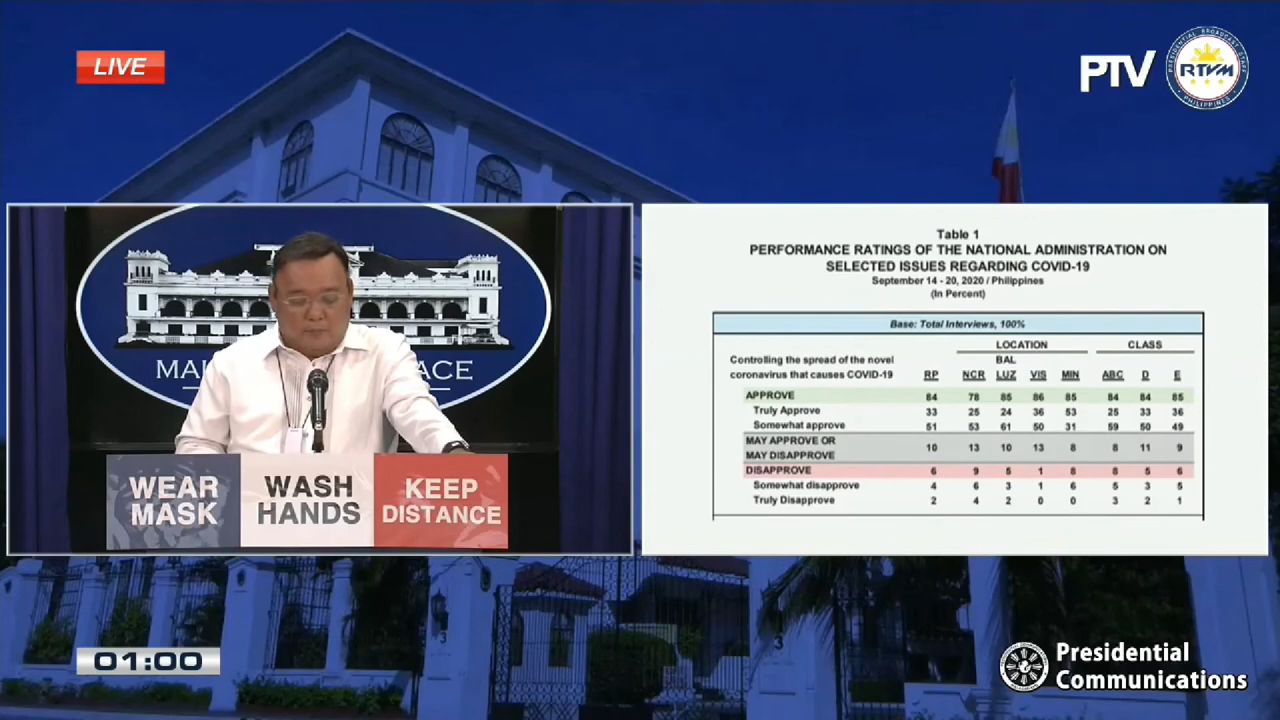 LIVE
PTV
PRESIDENTIAL BROADCAST STAFF
RTVM
PHILIPPINES
MA
ACE
WEAR
MASK
WASH
HANDS
KEEP
DISTANCE
Table 1
PERFORMANCE RATINGS OF THE NATIONAL ADMINISTRATION ON
SELECTED ISSUES REGARDING COVID-19
September 14 - 20, 2020 / Philippines
(In Percent)
Base: Total Interviews, 100%
LOCATION CLASS
Controlling the spread of the novel BAL
coronavirus that causes COVID-19 RP NCR LUZ VIS MIN ABC D E
APPROVE 84 78 85 86 85 84 84 85
Truly Approve 33 25 24 36 53 25 33 36
Somewhat approve 51 53 61 50 31 59 50 49
MAY APPROVE OR
MAY DISAPPROVE 10 13 10 13 8 8 11 9
DISAPPROVE 6 9 5 1 8 8 5 6
Somewhat disapprove 4 6 3 1 6 5 3 5
Truly Disapprove 2 4 2 0 0 3 2 1
01:00
Presidential
Communications